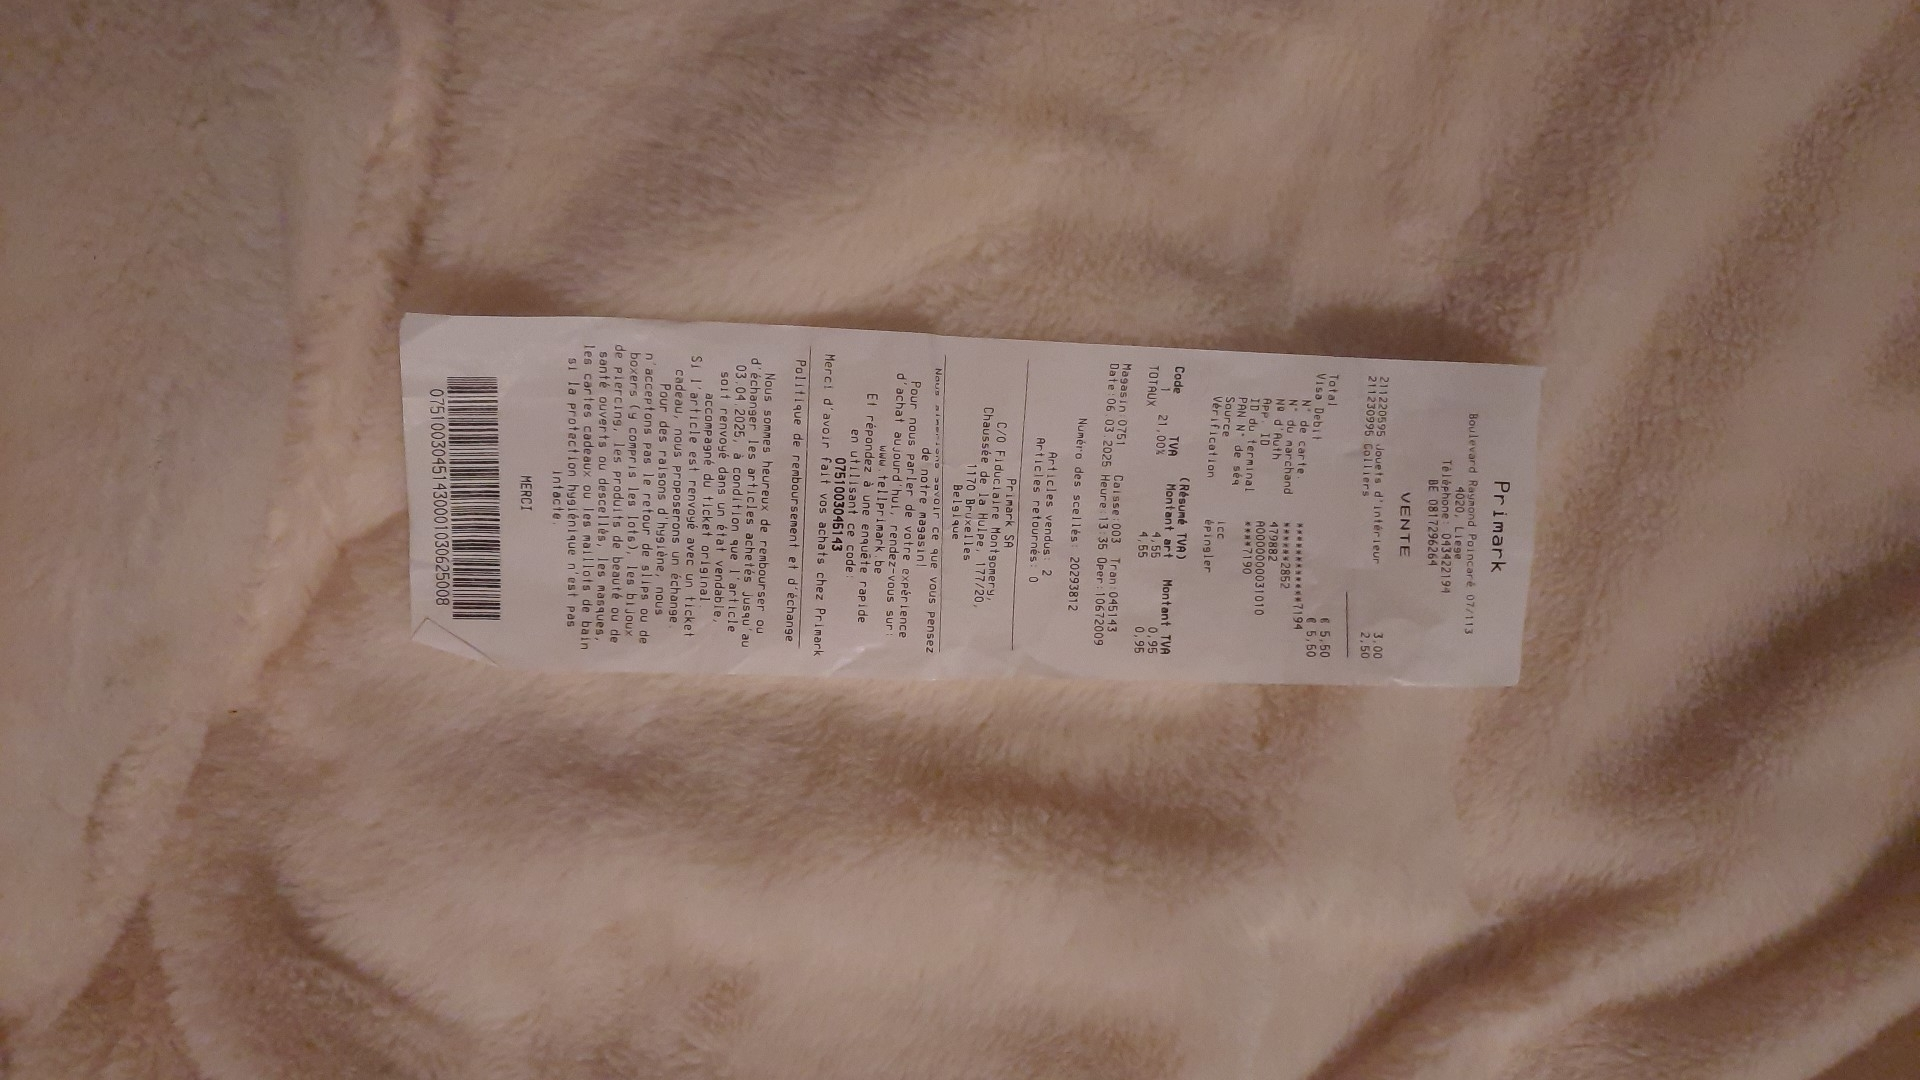 Primark
Boulevard Raymond Poincaré 07/113
4020, Liege
Téléphone: 043422194
BE 0817296264
VENTE
211220595 Jouets d'intérieur 3,00
211230995 Colliers 2,50
Total € 5,50
Visa Debit € 5,50
N° de carte ************7194
N° du marchand *****2852
Nº d'Auth 479882
App. ID A0000000031010
ID du terminal ****7190
PAN N° de séq
Source icc
Vérification épingler
(Résumé TVA)
Code TVA Montant art Montant TVA
1 21,00% 4,55 0,95
TOTAUX 4,55 0,95
Magasin:0751 Caisse:003 Tran:045143
Date:06.03.2025 Heure:13:35 Oper:10672009
Numéro des scellés: 20293812
Articles vendus: 2
Articles retournés: 0
Primark SA
C/O Fiduciaire Montgomery,
Chaussée de la Hulpe, 177/20,
1170 Bruxelles
Belgique
Nous aimerions savoir ce que vous pensez
de notre magasin!
Pour nous parler de votre expérience
d'achat aujourd'hui, rendez-vous sur:
www.tellprimark.be
Et répondez à une enquête rapide
en utilisant ce code:
0751003045143
Merci d'avoir fait vos achats chez Primark
Politique de remboursement et d'échange
Nous sommes heureux de rembourser ou
d'échanger les articles achetés jusqu'au
03.04.2025, à condition que l'article
soit renvoyé dans un état vendable,
accompagné du ticket original.
Si l'article est renvoyé avec un ticket
cadeau, nous proposerons un échange.
Pour des raisons d'hygiène, nous
n'acceptons pas le retour de slips ou de
boxers (y compris les lots), les bijoux
de piercing, les produits de beauté ou de
santé ouverts ou descellés, les masques,
les cartes cadeaux ou les maillots de bain
si la protection hygiénique n'est pas
intacte.
MERCI
0751003045143000103062500​8